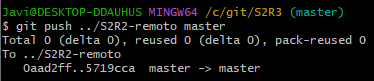 Javi@DESKTOP-DDAUHUS MINGW64 /c/git/S2R3 (master)
$ git push ../S2R2-remoto master
Total 0 (delta 0), reused 0 (delta 0), pack-reused 0
To ../S2R2-remoto
   0aad2ff..5719cca  master -> master